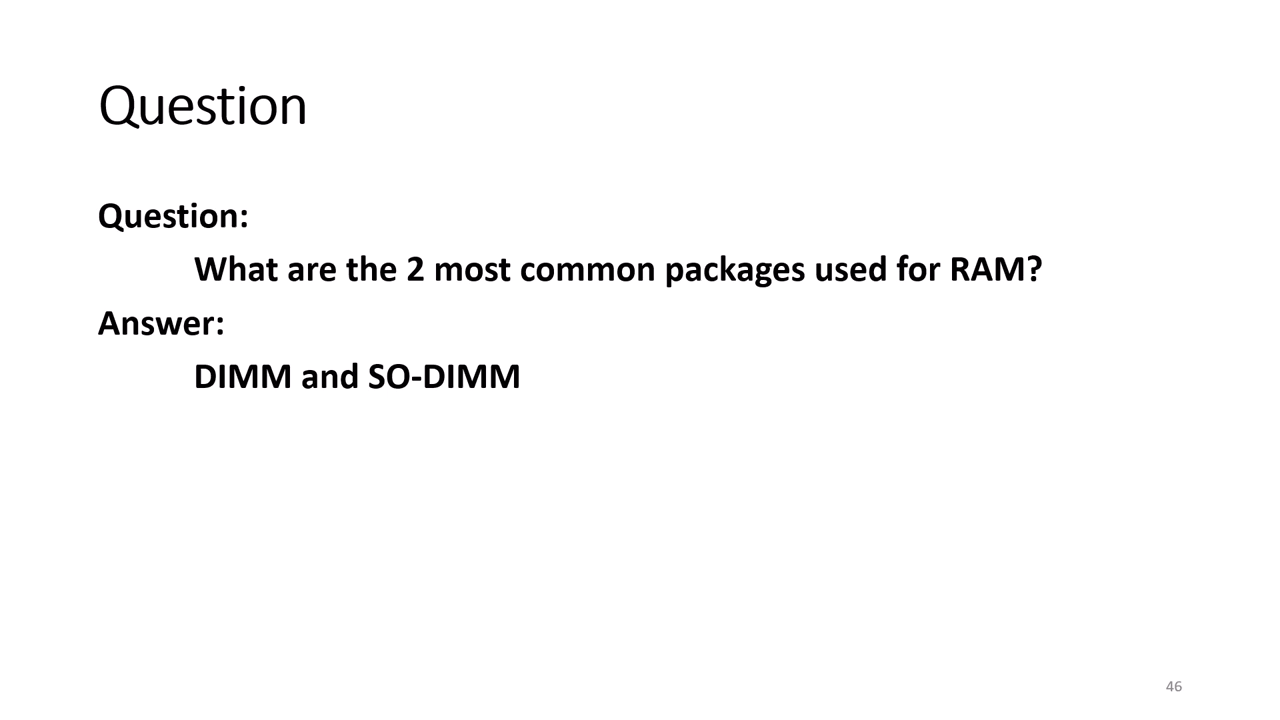 Question
Question:
What are the 2 most common packages used for RAM?
Answer:
DIMM and SO-DIMM
46